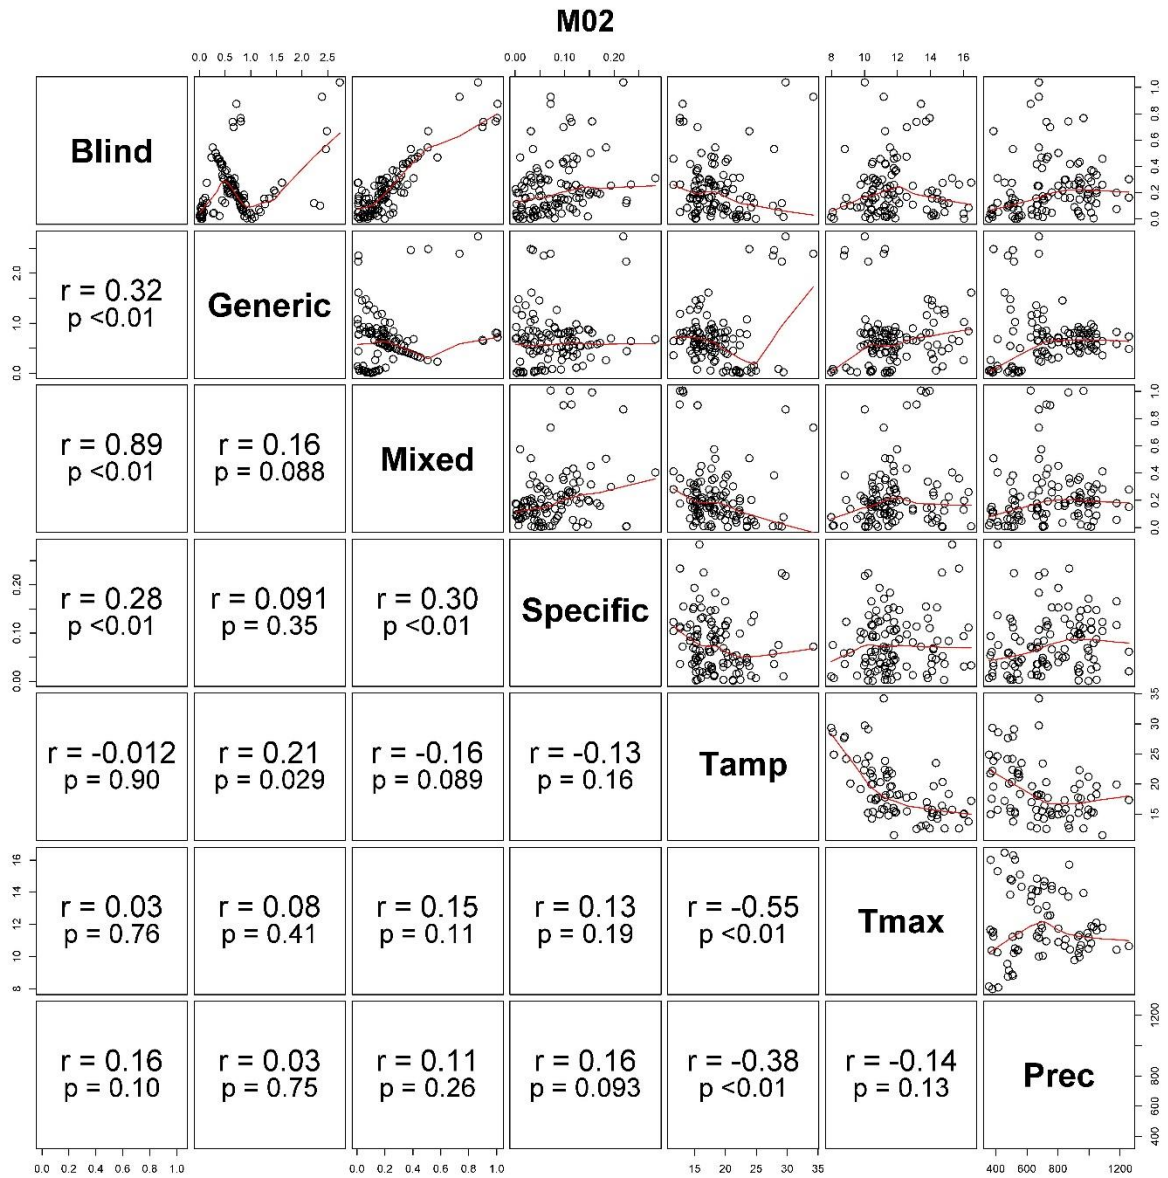 M02
0.0 0.5 1.0 1.5 2.0 2.5
0.00 0.10 0.20
8 10 12 14 16
Blind
0.0 0.2 0.4 0.6 0.8 1.0
0.0 1.0 2.0
r = 0.32
p <0.01
Generic
r = 0.89
p <0.01
r = 0.16
p = 0.088
Mixed
0.0 0.2 0.4 0.6 0.8 1.0
0.00 0.10 0.20
r = 0.28
p <0.01
r = 0.091
p = 0.35
r = 0.30
p <0.01
Specific
r = -0.012
p = 0.90
r = 0.21
p = 0.029
r = -0.16
p = 0.089
r = -0.13
p = 0.16
Tamp
15 20 25 30 35
8 10 12 14 16
r = 0.03
p = 0.76
r = 0.08
p = 0.41
r = 0.15
p = 0.11
r = 0.13
p = 0.19
r = -0.55
p <0.01
Tmax
r = 0.16
p = 0.10
r = 0.03
p = 0.75
r = 0.11
p = 0.26
r = 0.16
p = 0.093
r = -0.38
p <0.01
r = -0.14
p = 0.13
Prec
400 600 800 1200
0.0 0.2 0.4 0.6 0.8 1.0
0.0 0.2 0.4 0.6 0.8 1.0
15 20 25 30 35
400 600 800 1200